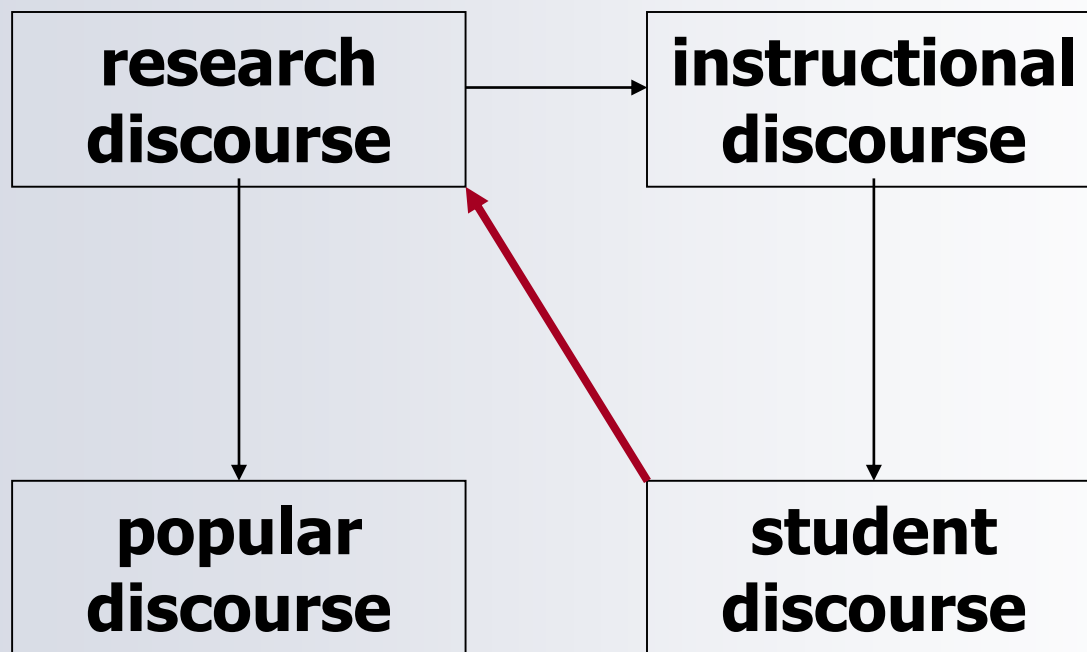 research
discourse
instructional
discourse
popular
discourse
student
discourse